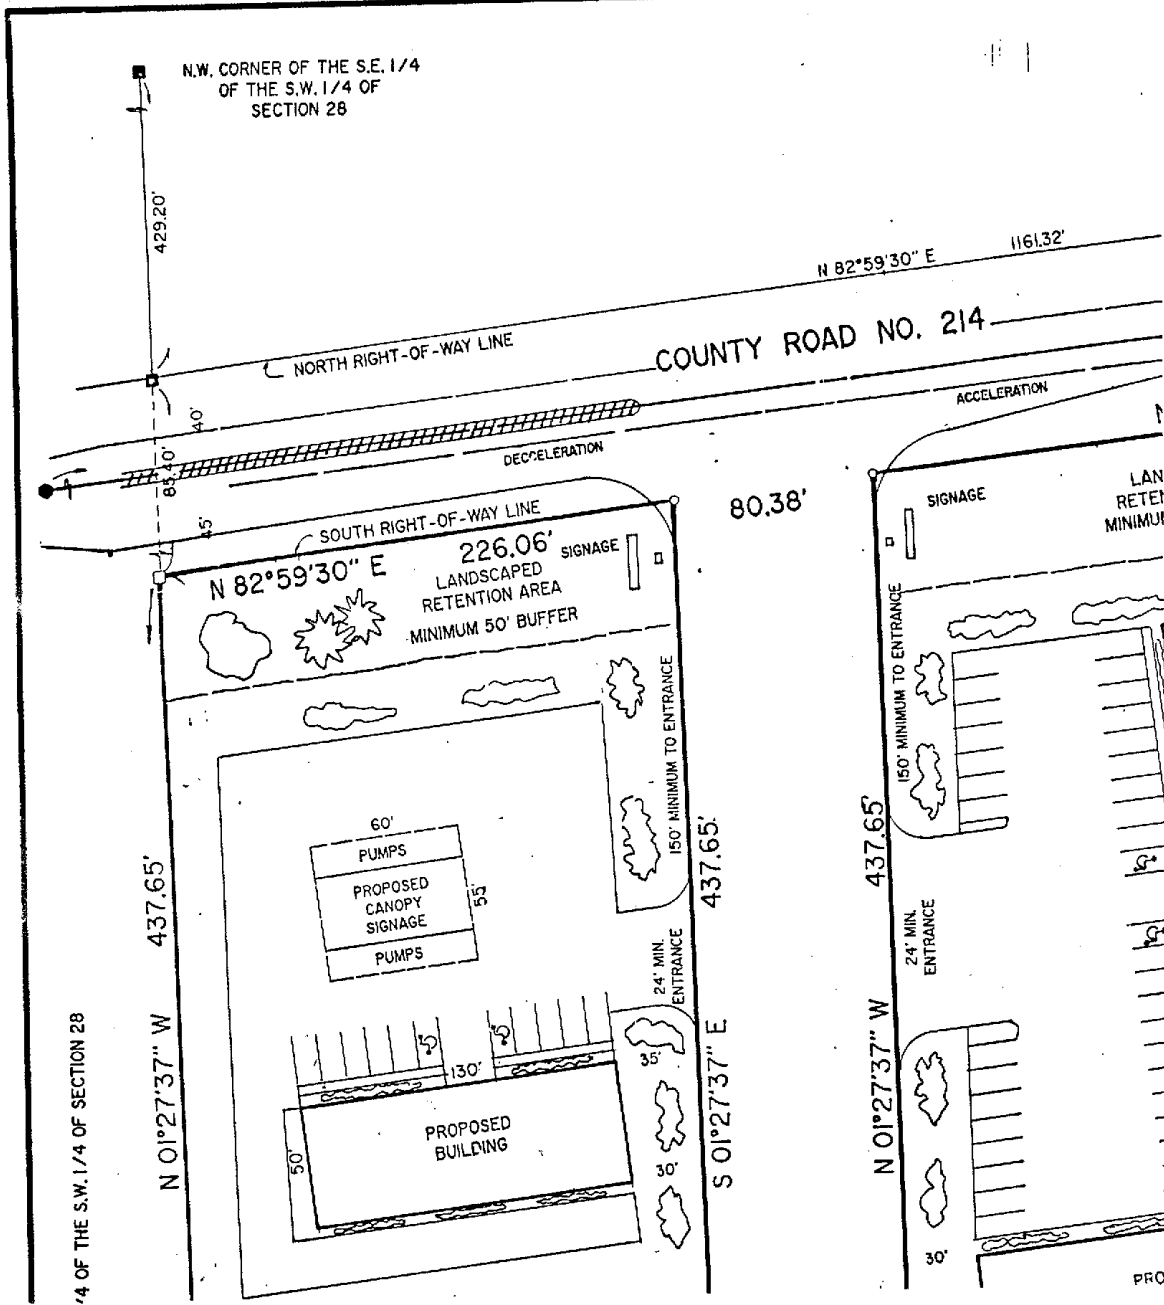 N.W. CORNER OF THE S.E. 1/4
OF THE S.W. 1/4 OF
SECTION 28
429.20'
N 82°59'30" E
1161.32'
NORTH RIGHT-OF-WAY LINE
COUNTY ROAD NO. 214
40'
85.40'
45'
DECCELERATION
ACCELERATION
SOUTH RIGHT-OF-WAY LINE
80.38'
N 82°59'30" E
226.06'
SIGNAGE
LANDSCAPED
RETENTION AREA
MINIMUM 50' BUFFER
SIGNAGE
N
LAN
RETEN
MINIMU
150' MINIMUM TO ENTRANCE
150' MINIMUM TO ENTRANCE
60'
PUMPS
PROPOSED
CANOPY
SIGNAGE
55'
PUMPS
437.65'
437.65'
437.65'
24' MIN.
ENTRANCE
24' MIN.
ENTRANCE
N 01°27'37" W
S 01°27'37" E
N 01°27'37" W
130'
35'
PROPOSED
BUILDING
50'
30'
30'
PRO
/4 OF THE S.W. 1/4 OF SECTION 28